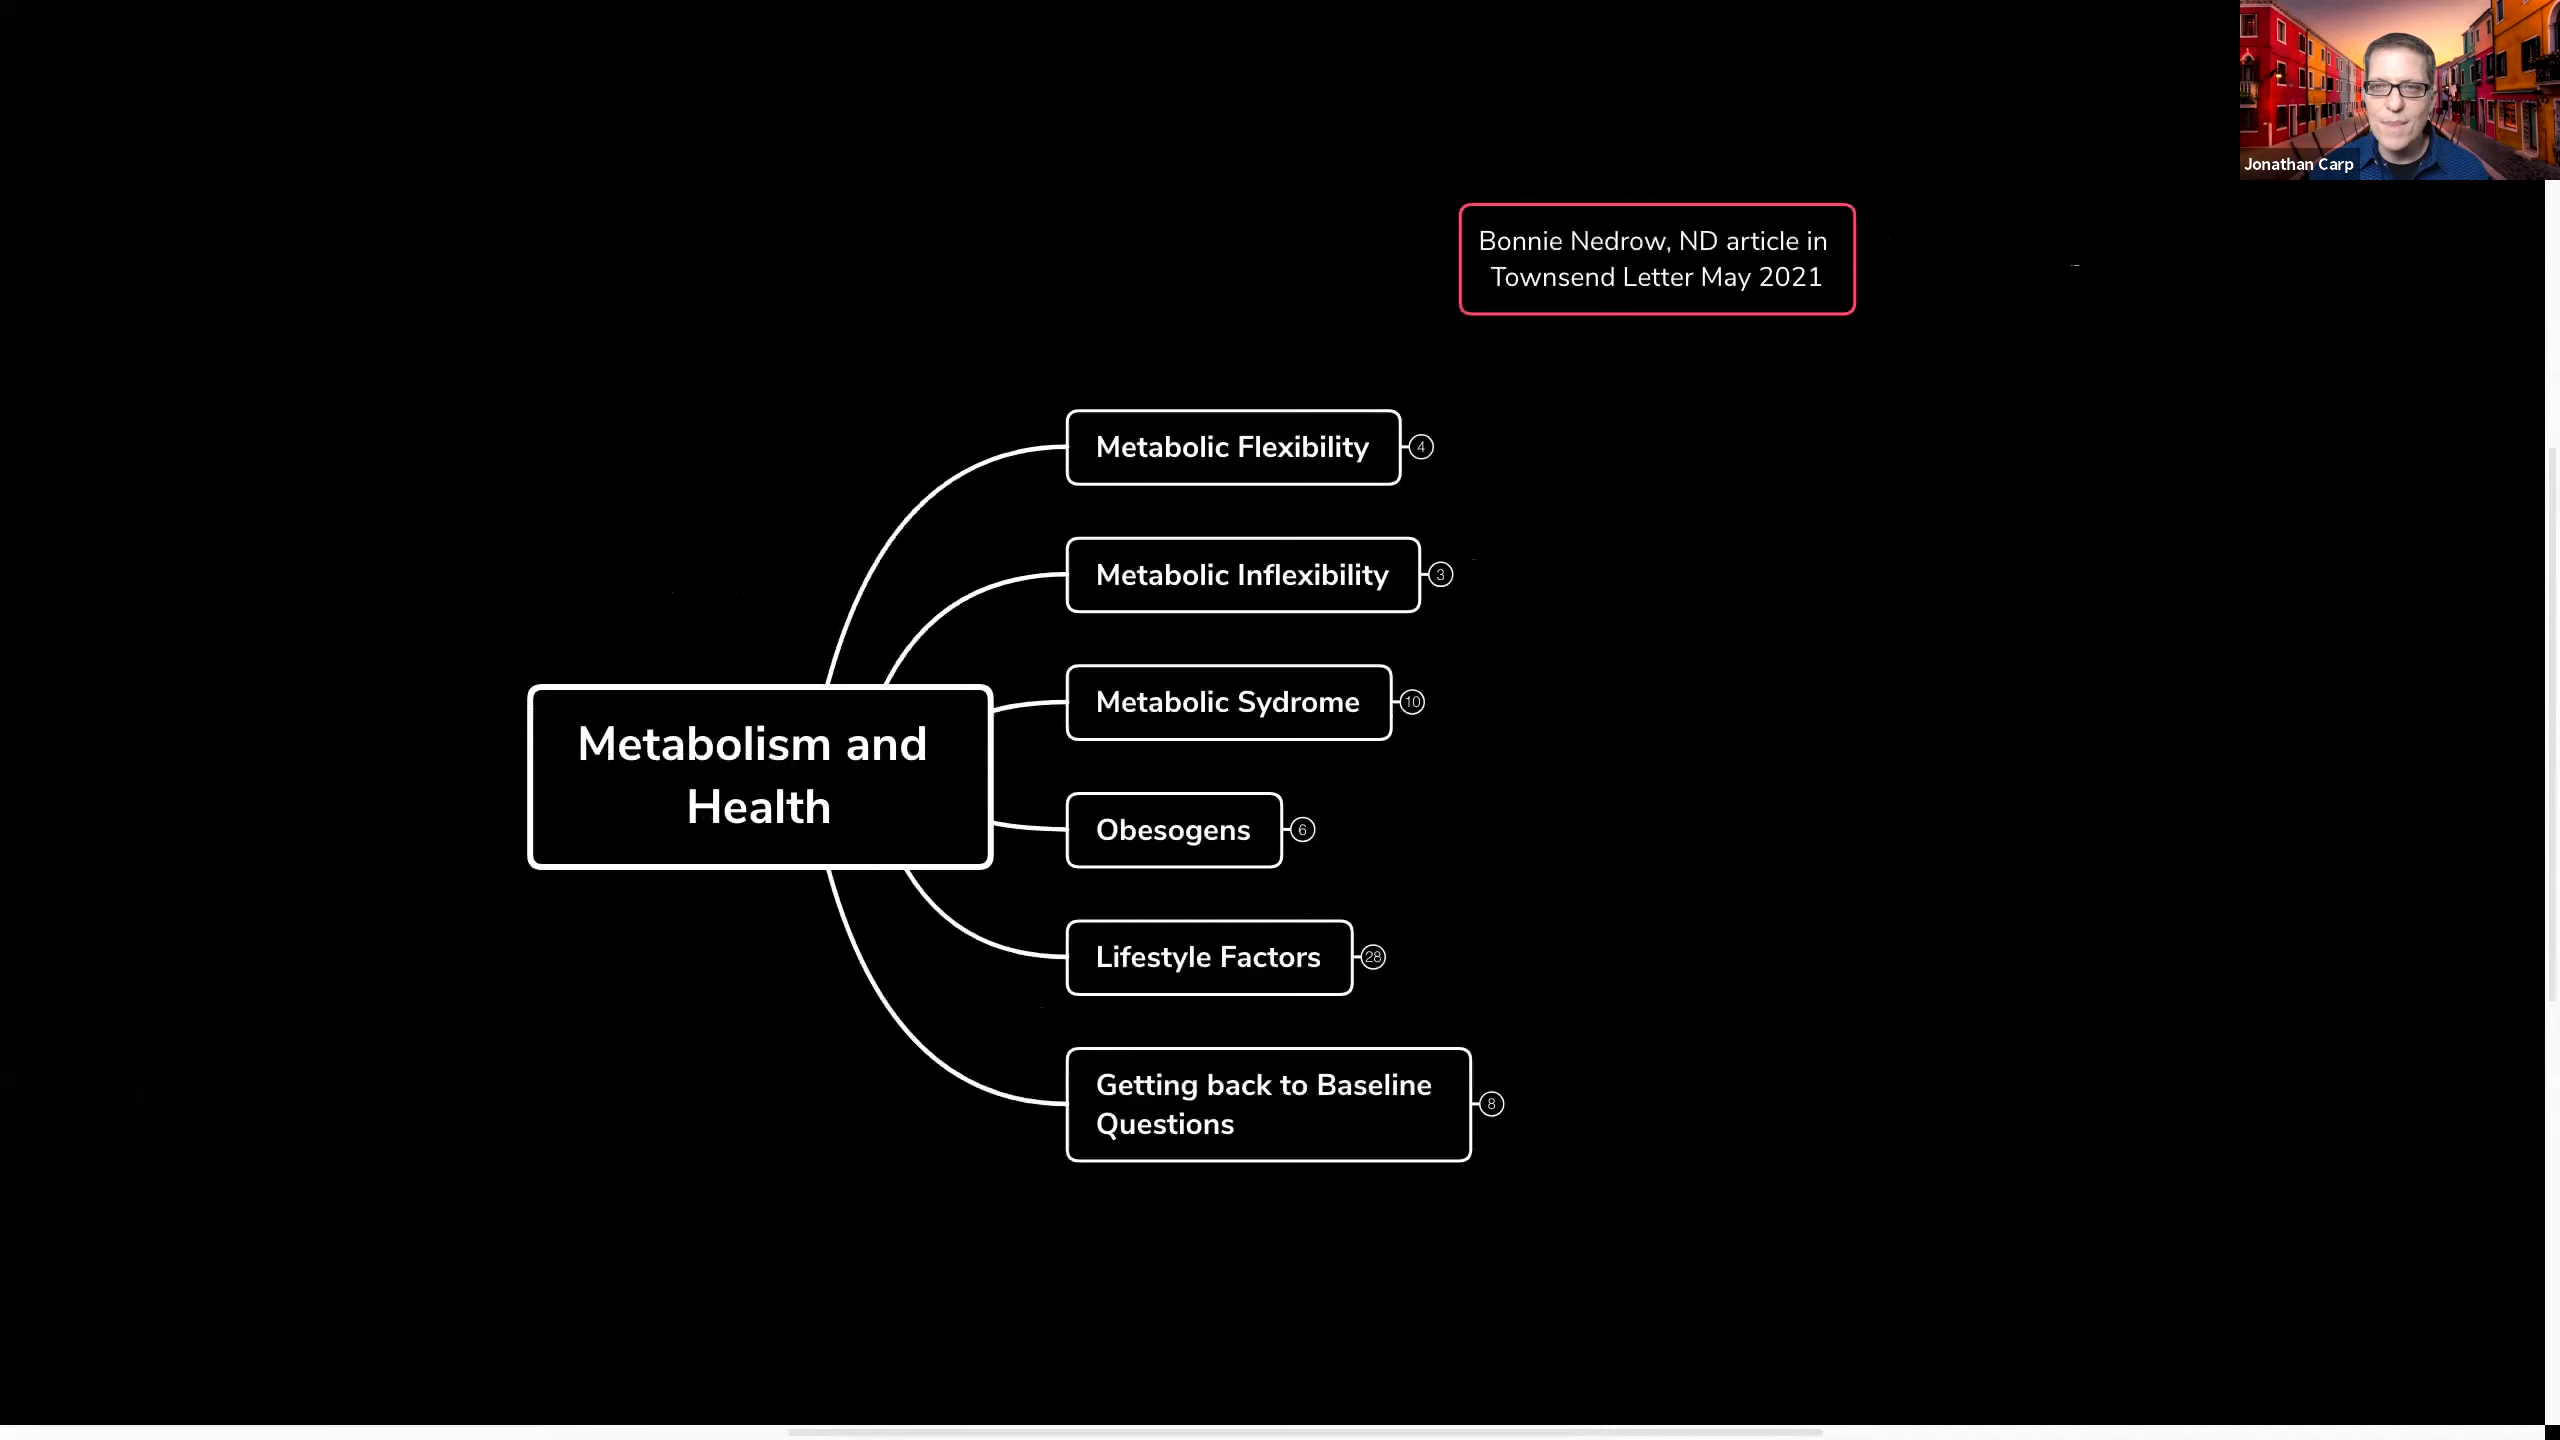 Jonathan Carp
Bonnie Nedrow, ND article in
Townsend Letter May 2021
Metabolic Flexibility
4
Metabolic Inflexibility
3
Metabolic Sydrome
10
Metabolism and
Health
Obesogens
6
Lifestyle Factors
28
Getting back to Baseline
Questions
8